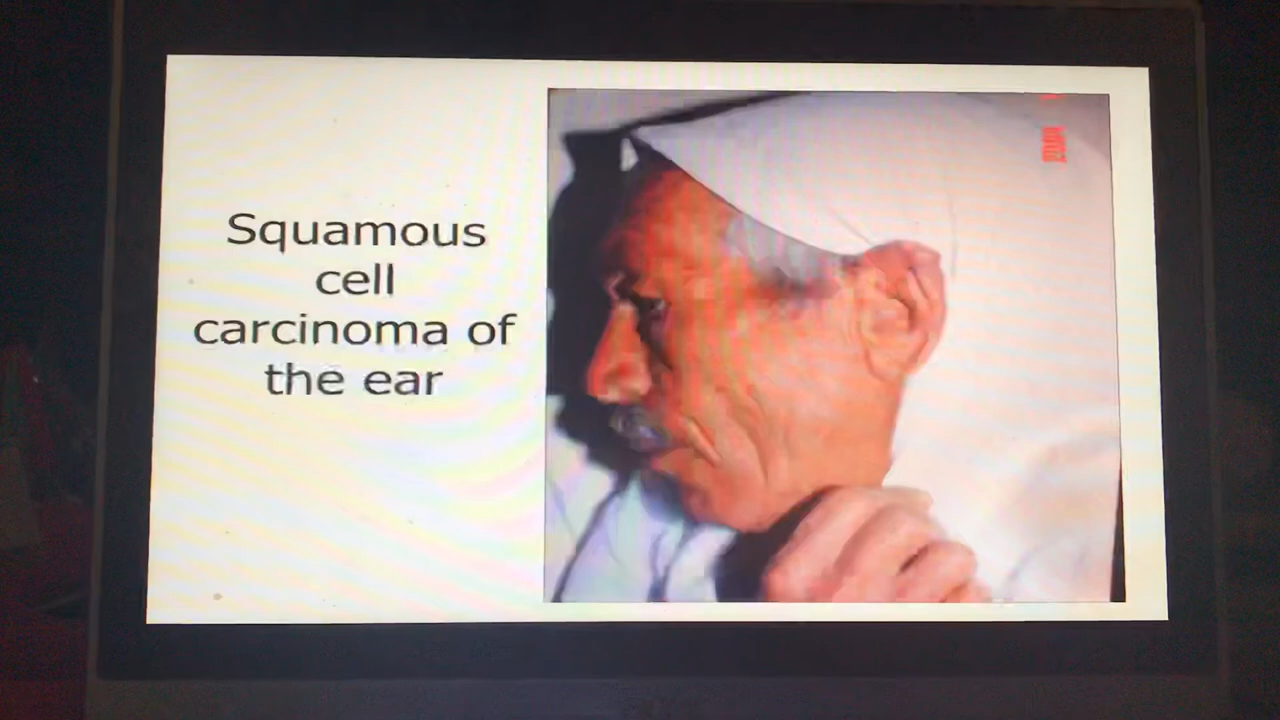 Squamous
cell
carcinoma of
the ear